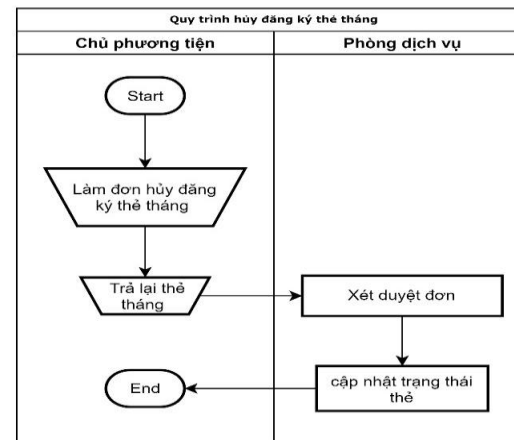 Quy trình hủy đăng ký thẻ tháng
Chủ phương tiện
Phòng dịch vụ
Start
Làm đơn hủy đăng
ký thẻ tháng
Trả lại thẻ
tháng
Xét duyệt đơn
cập nhật trạng thái
thẻ
End